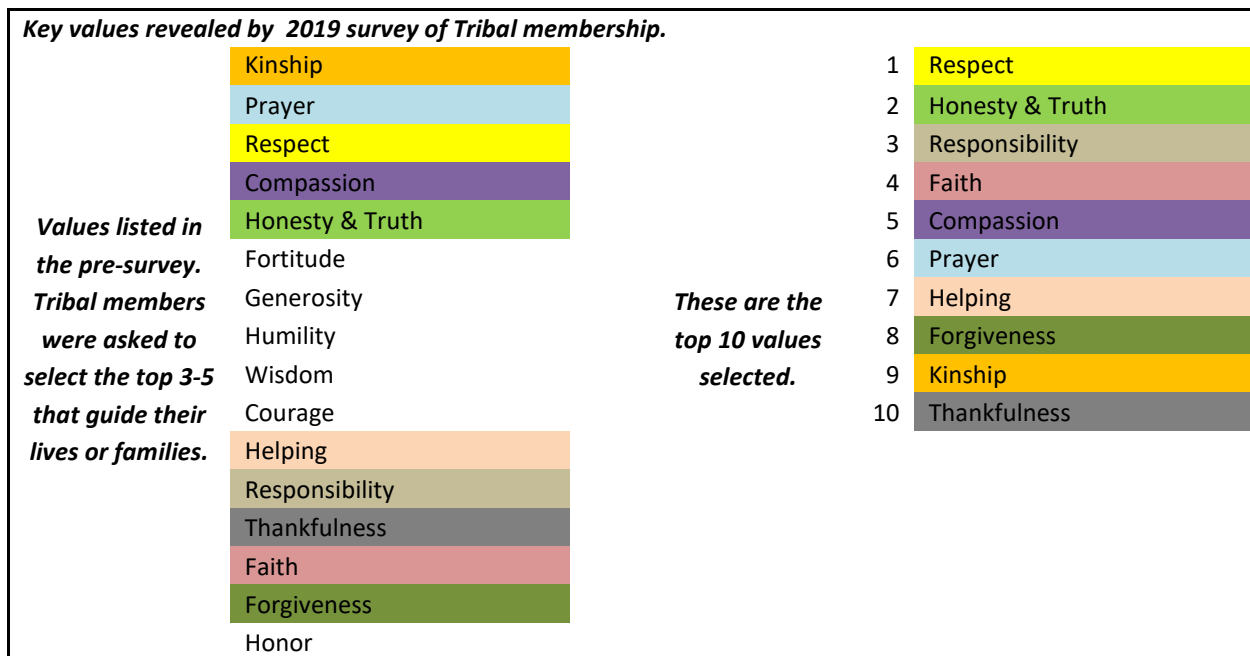 Key values revealed by  2019 survey of Tribal membership.
Values listed in
the pre-survey.
Tribal members
were asked to
select the top 3-5
that guide their
lives or families.
Kinship
Prayer
Respect
Compassion
Honesty & Truth
Fortitude
Generosity
Humility
Wisdom
Courage
Helping
Responsibility
Thankfulness
Faith
Forgiveness
Honor
These are the
top 10 values
selected.
1 Respect
2 Honesty & Truth
3 Responsibility
4 Faith
5 Compassion
6 Prayer
7 Helping
8 Forgiveness
9 Kinship
10 Thankfulness